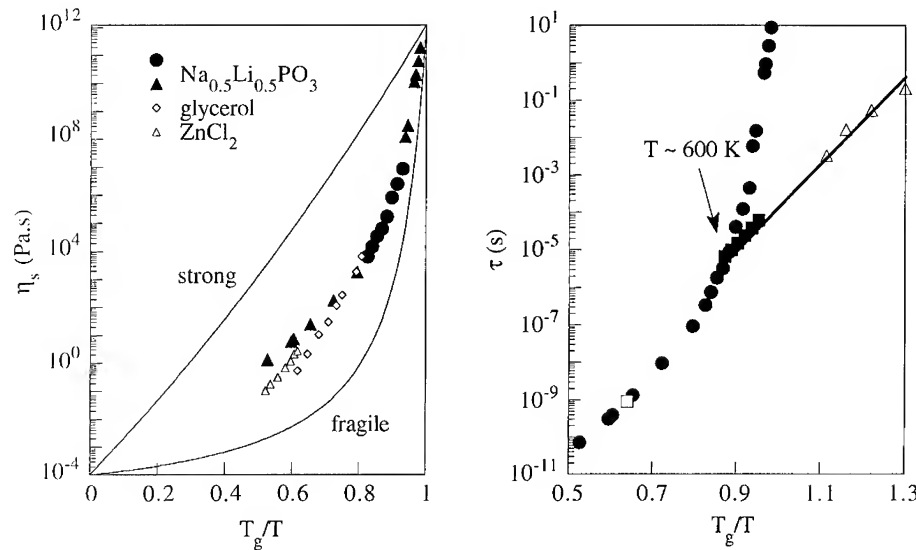 10^12
10^8
10^4
10^0
10^-4
η_s (Pa.s)
Na_0.5Li_0.5PO_3
glycerol
ZnCl_2
strong
fragile
0 0.2 0.4 0.6 0.8 1
T_g/T
10^1
10^-1
10^-3
10^-5
10^-7
10^-9
10^-11
τ (s)
T ~ 600 K
0.5 0.7 0.9 1.1 1.3
T_g/T